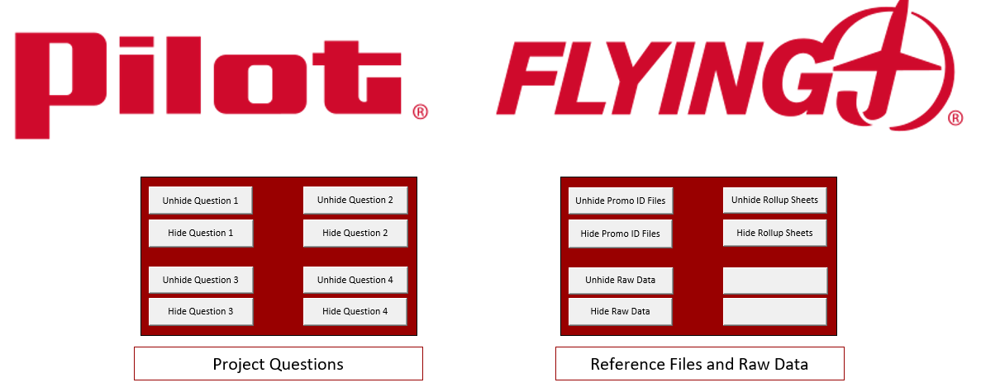 Pilot®
FLYING J®
Unhide Question 1
Unhide Question 2
Hide Question 1
Hide Question 2
Unhide Question 3
Unhide Question 4
Hide Question 3
Hide Question 4
Project Questions
Unhide Promo ID Files
Unhide Rollup Sheets
Hide Promo ID Files
Hide Rollup Sheets
Unhide Raw Data
Hide Raw Data
Reference Files and Raw Data